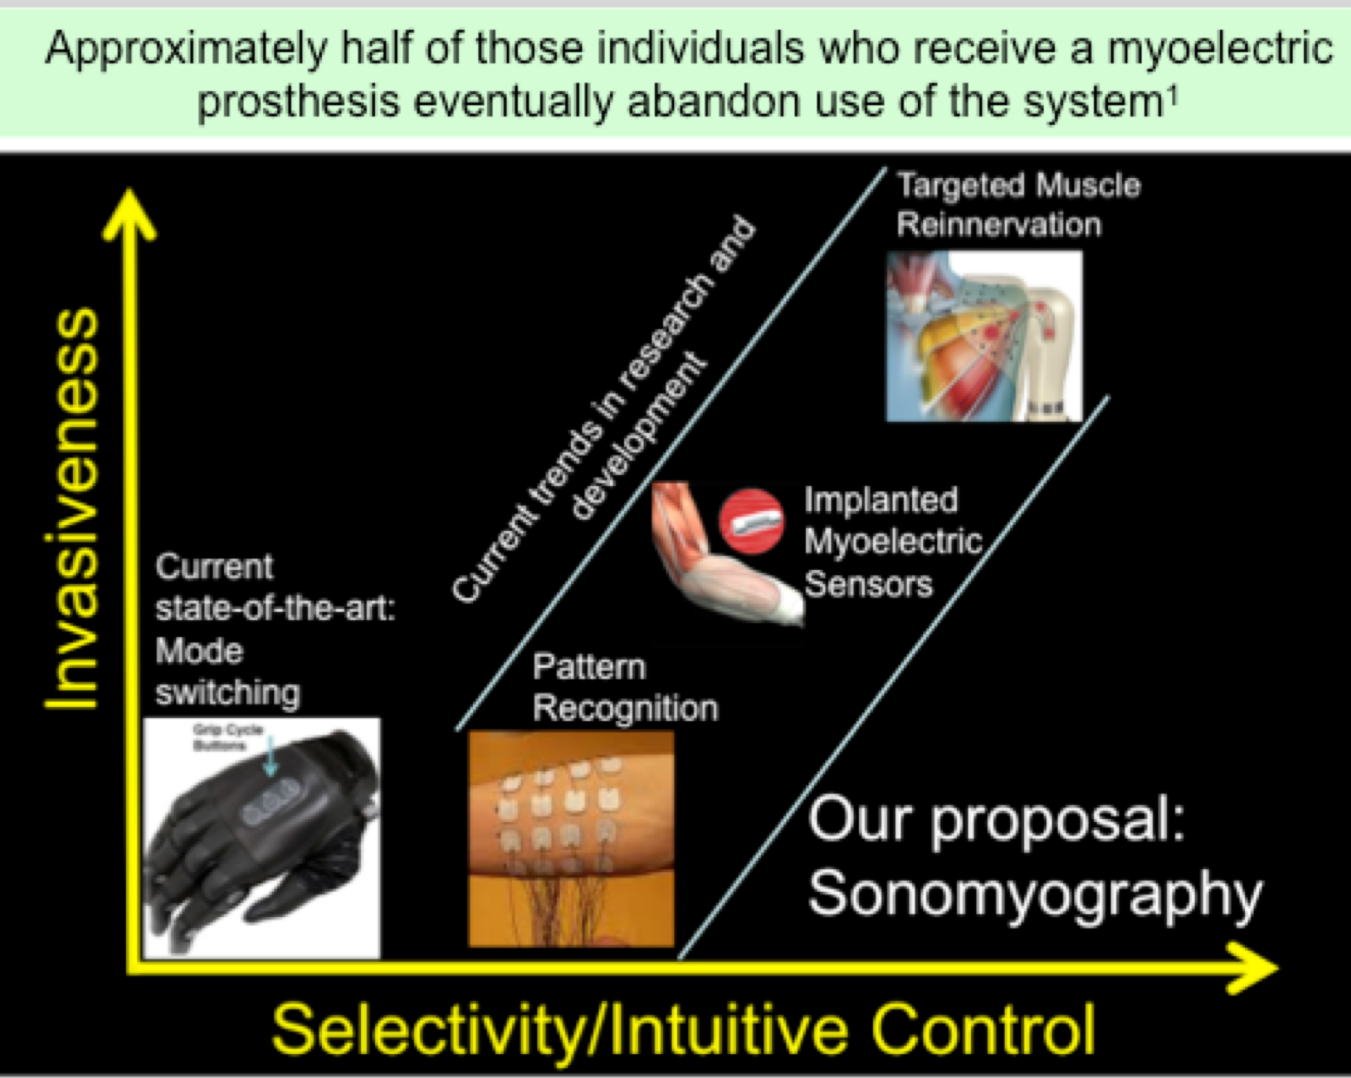 Approximately half of those individuals who receive a myoelectric
prosthesis eventually abandon use of the system¹
Targeted Muscle
Reinnervation
Current trends in research and
development
Implanted
Myoelectric
Sensors
Current
state-of-the-art:
Mode
switching
Grip Cycle
Buttons
Pattern
Recognition
Our proposal:
Sonomyography
Invasiveness
Selectivity/Intuitive Control